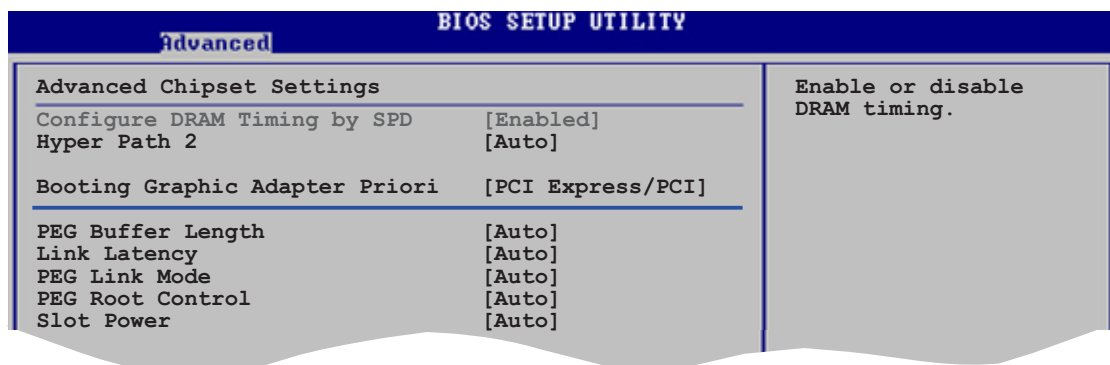 BIOS SETUP UTILITY
Advanced
Advanced Chipset Settings
Configure DRAM Timing by SPD [Enabled]
Hyper Path 2 [Auto]
Booting Graphic Adapter Priori [PCI Express/PCI]
PEG Buffer Length [Auto]
Link Latency [Auto]
PEG Link Mode [Auto]
PEG Root Control [Auto]
Slot Power [Auto]
Enable or disable
DRAM timing.